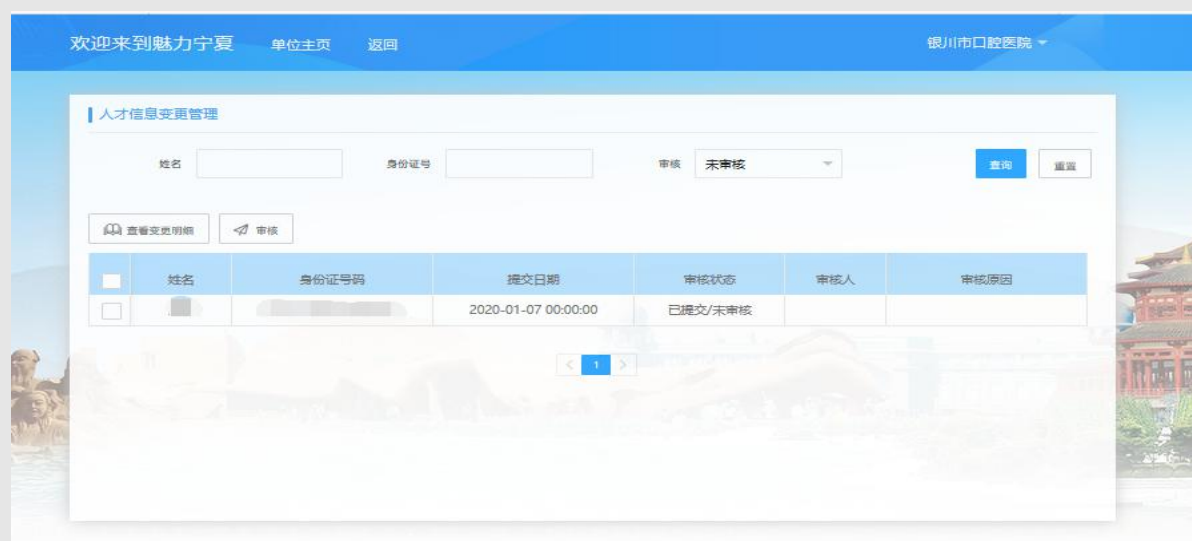 欢迎来到魅力宁夏 单位主页 返回 银川市口腔医院
人才信息变更管理
姓名 身份证号 审核 未审核 查询 重置
查看变更明细 审核
姓名 身份证号码 提交日期 审核状态 审核人 审核原因
2020-01-07 00:00:00 已提交/未审核
< 1 >